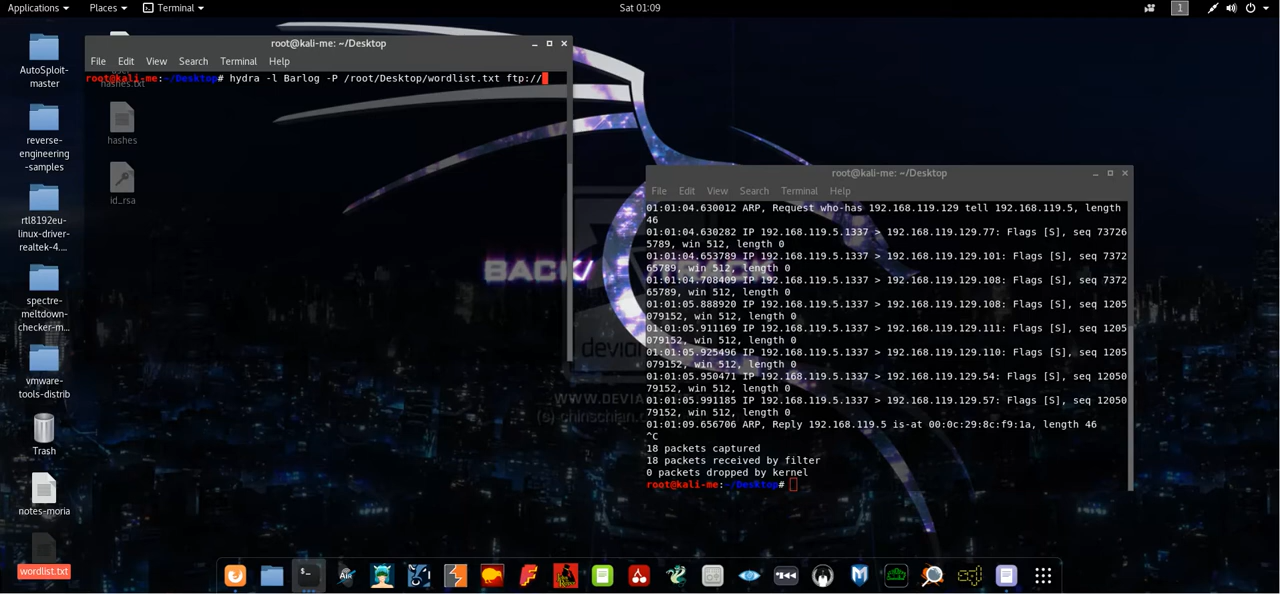 Applications
Places
Terminal
Sat 01:09
1
AutoSploit-
master
reverse-
engineering
-samples
rtl8192eu-
linux-driver-
realtek-4....
spectre-
meltdown-
checker-m...
vmware-
tools-distrib
Trash
notes-moria
wordlist.txt
hashes.txt
hashes
id_rsa
root@kali-me: ~/Desktop
File Edit View Search Terminal Help
root@kali-me:~/Desktop# hydra -l Barlog -P /root/Desktop/wordlist.txt ftp://
BACK
WWW.DEVIA
root@kali-me: ~/Desktop
File Edit View Search Terminal Help
01:01:04.630012 ARP, Request who-has 192.168.119.129 tell 192.168.119.5, length
46
01:01:04.630282 IP 192.168.119.5.1337 > 192.168.119.129.77: Flags [S], seq 73726
5789, win 512, length 0
01:01:04.653789 IP 192.168.119.5.1337 > 192.168.119.129.101: Flags [S], seq 7372
65789, win 512, length 0
01:01:04.708409 IP 192.168.119.5.1337 > 192.168.119.129.108: Flags [S], seq 7372
65789, win 512, length 0
01:01:05.888920 IP 192.168.119.5.1337 > 192.168.119.129.108: Flags [S], seq 1205
079152, win 512, length 0
01:01:05.911169 IP 192.168.119.5.1337 > 192.168.119.129.111: Flags [S], seq 1205
079152, win 512, length 0
01:01:05.925496 IP 192.168.119.5.1337 > 192.168.119.129.110: Flags [S], seq 1205
079152, win 512, length 0
01:01:05.950471 IP 192.168.119.5.1337 > 192.168.119.129.54: Flags [S], seq 12050
79152, win 512, length 0
01:01:05.991185 IP 192.168.119.5.1337 > 192.168.119.129.57: Flags [S], seq 12050
79152, win 512, length 0
01:01:09.656706 ARP, Reply 192.168.119.5 is-at 00:0c:29:8c:f9:1a, length 46
^C
18 packets captured
18 packets received by filter
0 packets dropped by kernel
root@kali-me:~/Desktop#